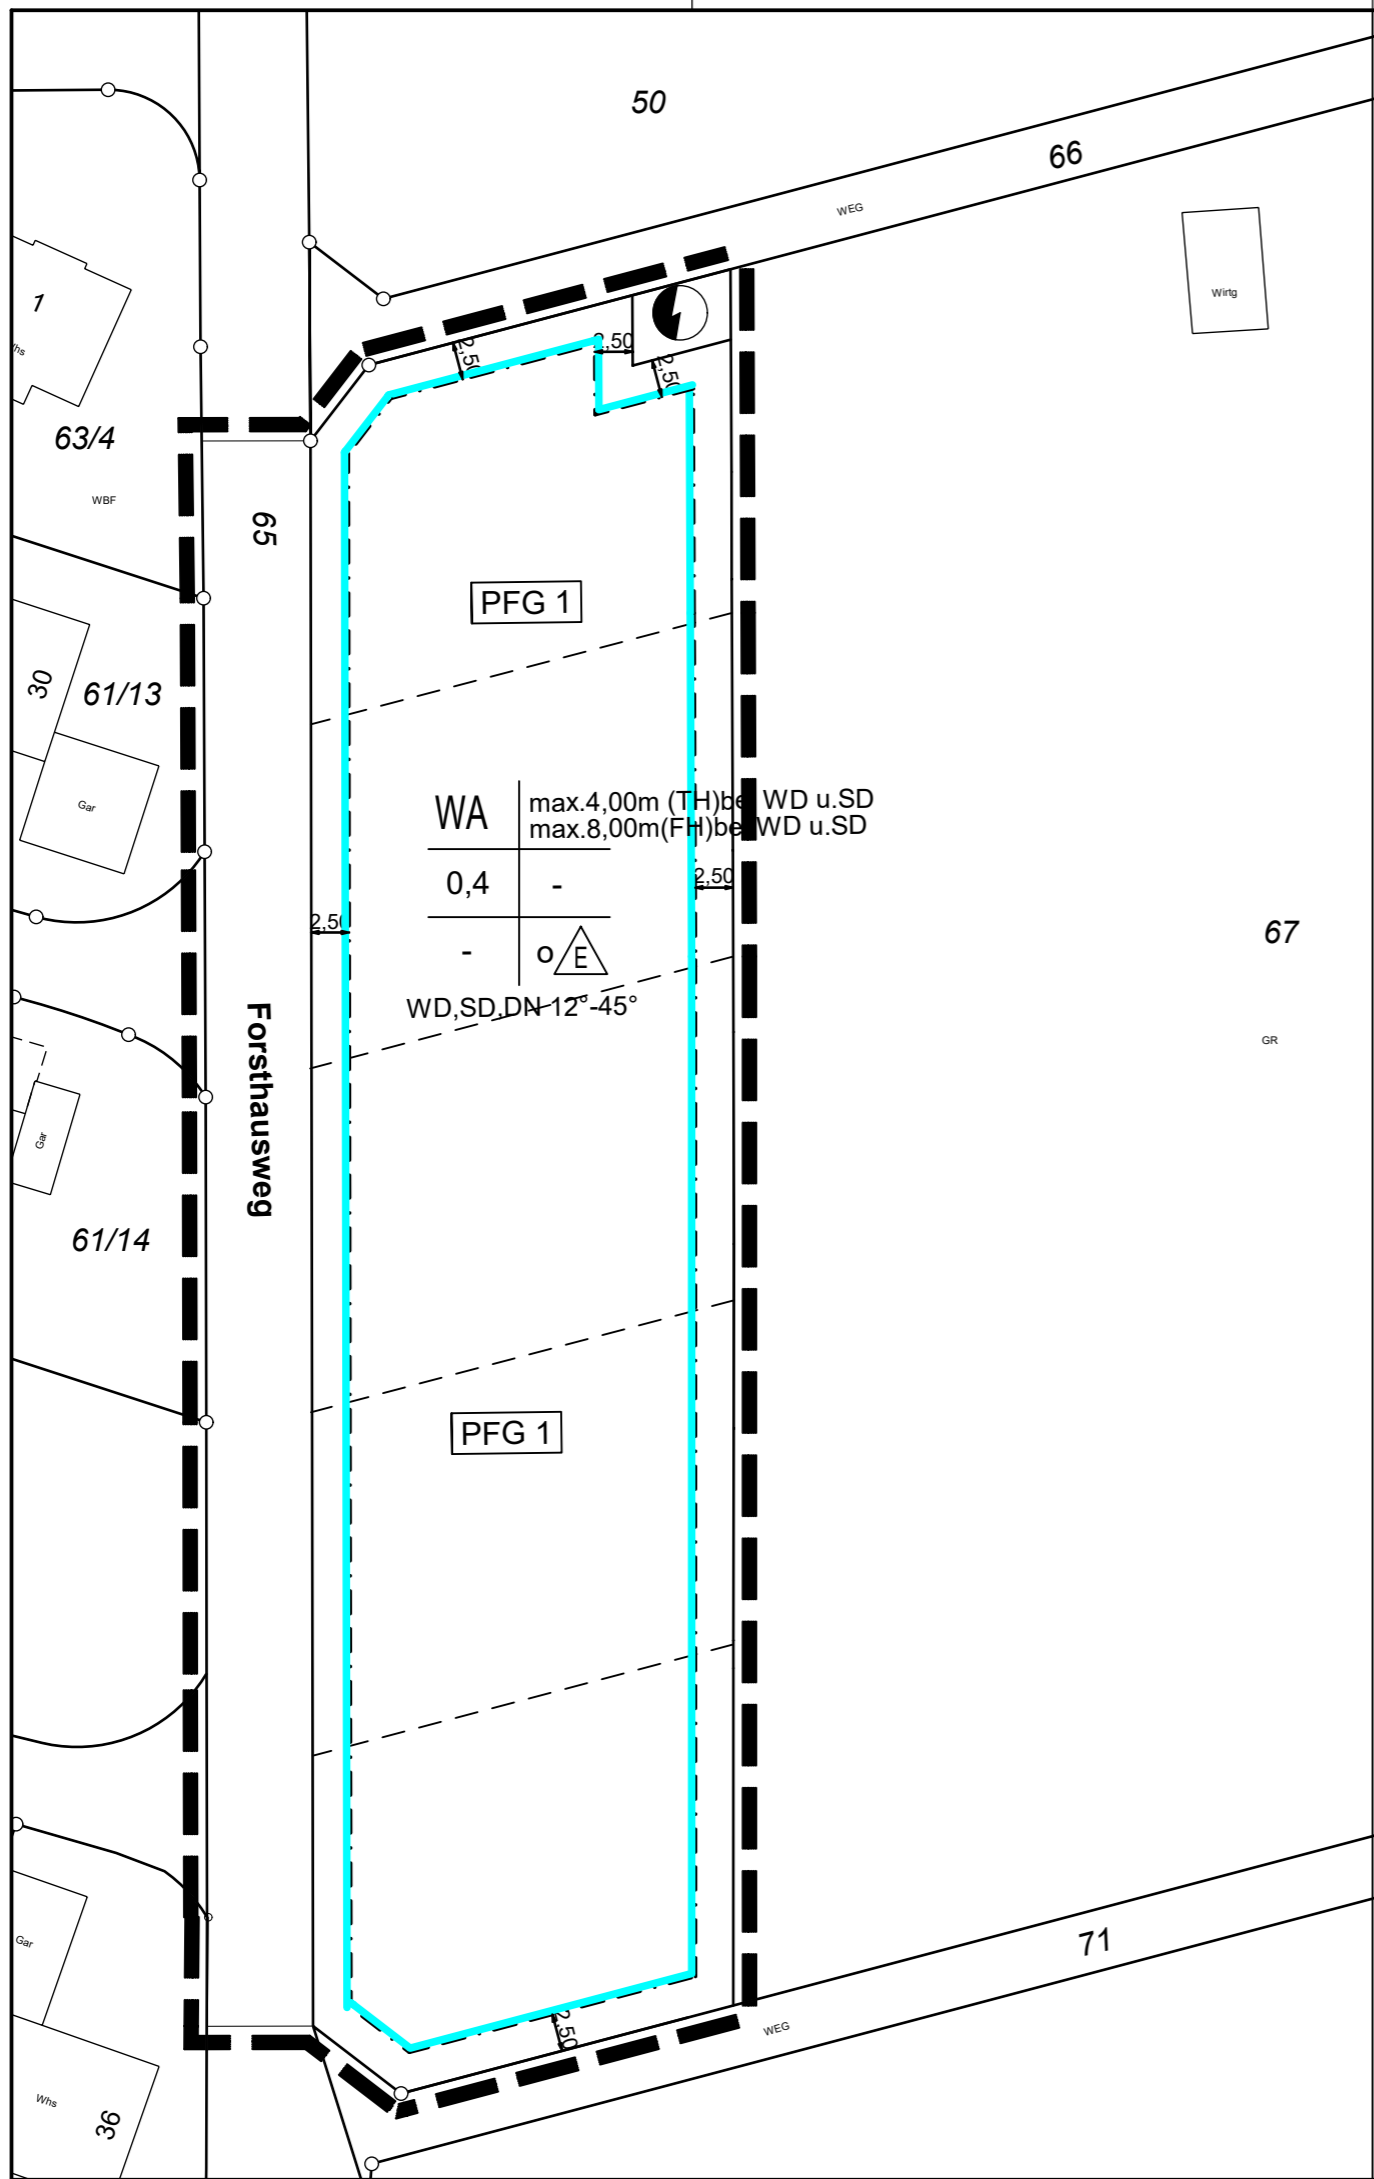 50
66
WEG
Wirtg
1
2,50
2,50
2,50
63/4
WBF
65
PFG 1
30
61/13
Gar
WA
max.4,00m (TH)bei WD u.SD
max.8,00m(FH)bei WD u.SD
0,4 -
2,50
2,50
- o E
WD,SD,DN 12°-45°
67
GR
Forsthausweg
Gar
61/14
PFG 1
Gar
71
2,50
WEG
Whs
36